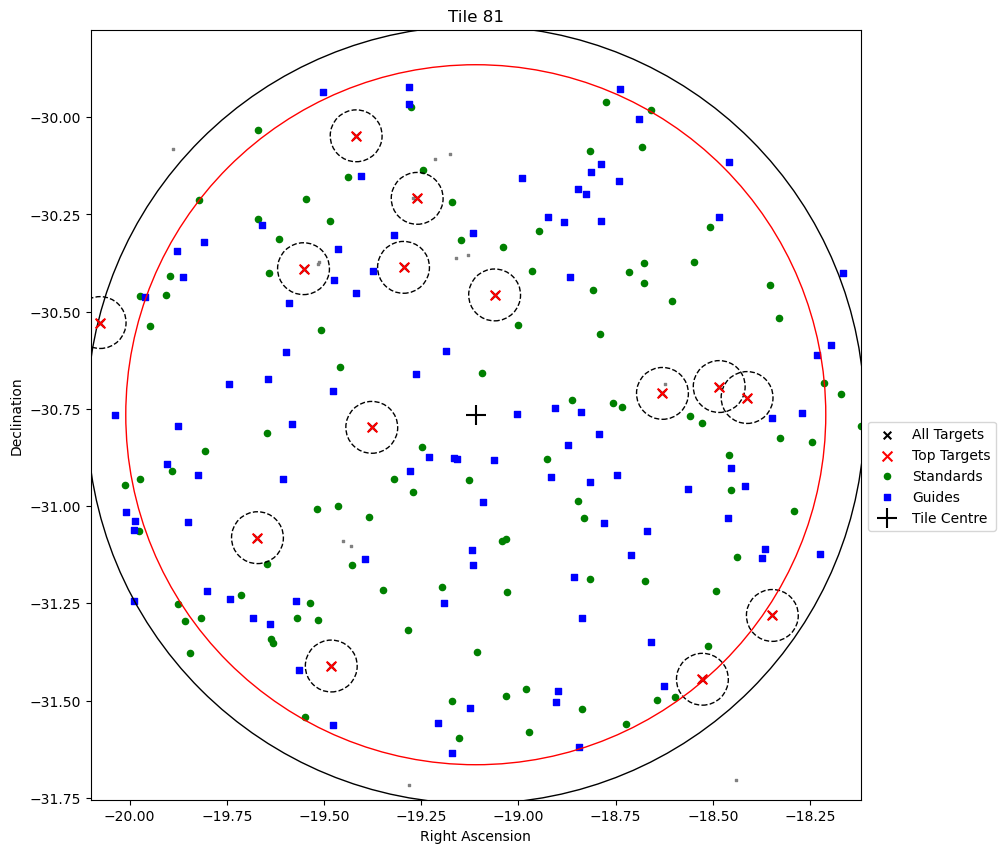 Tile 81
−30.00
−30.25
−30.50
−30.75
−31.00
−31.25
−31.50
−31.75
Declination
−20.00
−19.75
−19.50
−19.25
−19.00
−18.75
−18.50
−18.25
Right Ascension
All Targets
Top Targets
Standards
Guides
Tile Centre